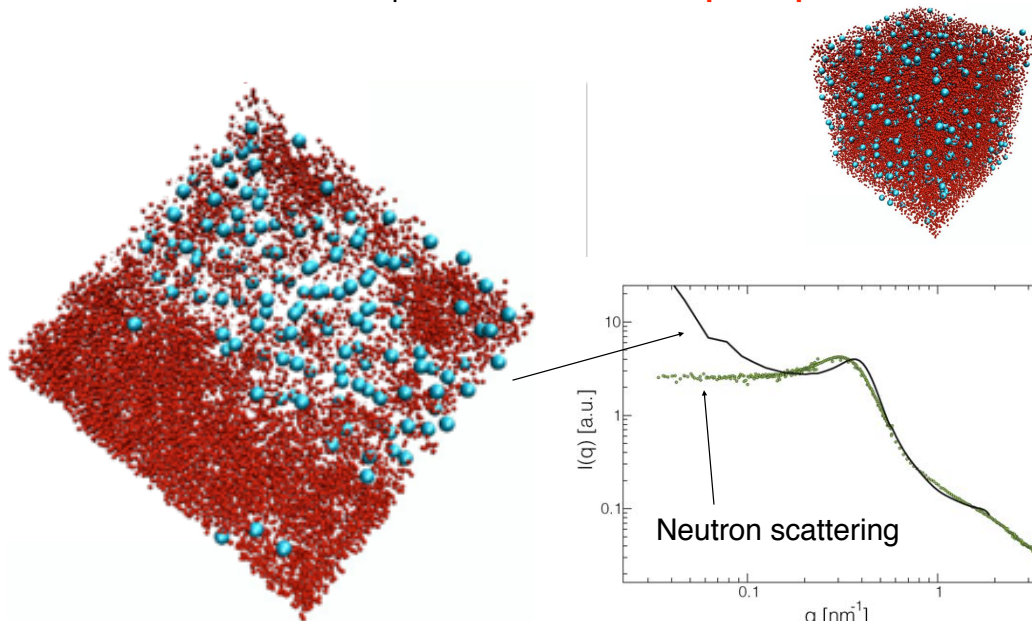 10
1
0.1
I(q) [a.u.]
Neutron scattering
0.1
1
q [nm⁻¹]